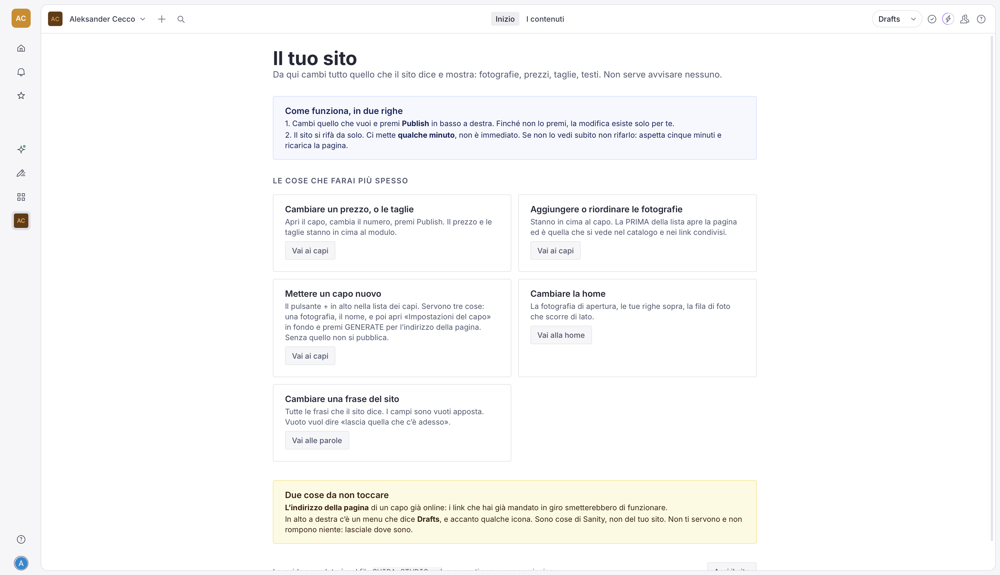 AC
AC
Aleksander Cecco
Inizio
I contenuti
Drafts
Il tuo sito
Da qui cambi tutto quello che il sito dice e mostra: fotografie, prezzi, taglie, testi. Non serve avvisare nessuno.
Come funziona, in due righe
1. Cambi quello che vuoi e premi Publish in basso a destra. Finché non lo premi, la modifica esiste solo per te.
2. Il sito si rifà da solo. Ci mette qualche minuto, non è immediato. Se non lo vedi subito non rifarlo: aspetta cinque minuti e
ricarica la pagina.
LE COSE CHE FARAI PIÙ SPESSO
Cambiare un prezzo, o le taglie
Apri il capo, cambia il numero, premi Publish. Il prezzo e le
taglie stanno in cima al modulo.
Vai ai capi
Aggiungere o riordinare le fotografie
Stanno in cima al capo. La PRIMA della lista apre la pagina
ed è quella che si vede nel catalogo e nei link condivisi.
Vai ai capi
AC
Mettere un capo nuovo
Il pulsante + in alto nella lista dei capi. Servono tre cose:
una fotografia, il nome, e poi apri «Impostazioni del capo»
in fondo e premi GENERATE per l’indirizzo della pagina.
Senza quello non si pubblica.
Vai ai capi
Cambiare la home
La fotografia di apertura, le tue righe sopra, la fila di foto
che scorre di lato.
Vai alla home
Cambiare una frase del sito
Tutte le frasi che il sito dice. I campi sono vuoti apposta.
Vuoto vuol dire «lascia quella che c’è adesso».
Vai alle parole
Due cose da non toccare
L’indirizzo della pagina di un capo già online: i link che hai già mandato in giro smetterebbero di funzionare.
In alto a destra c’è un menu che dice Drafts, e accanto qualche icona. Sono cose di Sanity, non del tuo sito. Non ti servono e non
rompono niente: lasciale dove sono.
A